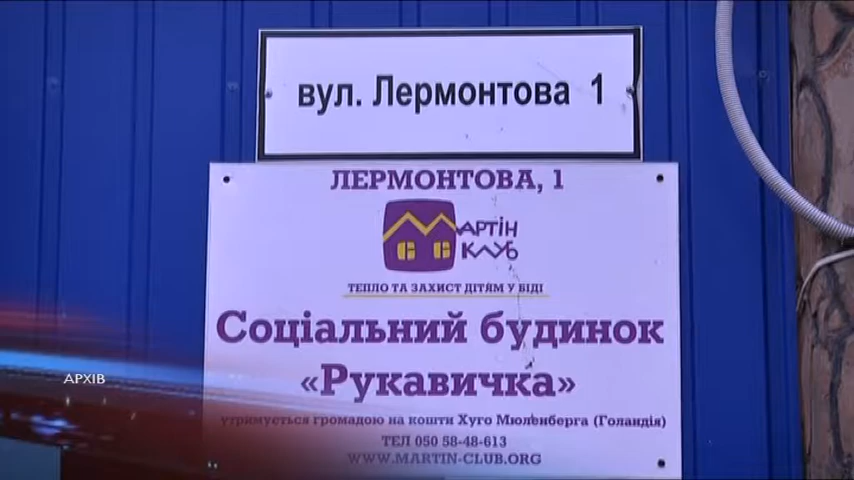 вул. Лермонтова 1
ЛЕРМОНТОВА, 1
МАРТІН
КЛУБ
ТЕПЛО ТА ЗАХИСТ ДІТЯМ У БІДІ
Соціальний будинок
«Рукавичка»
утримується громадою на кошти Хуго Мюленберга (Голандія)
ТЕЛ 050 58-48-613
WWW.MARTIN-CLUB.ORG
АРХІВ